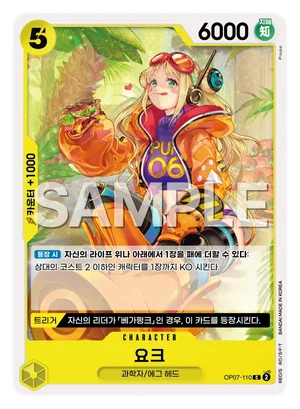 5
6000
지혜
知
PUNK
06
카운터 +1000
SAMPLE
등장 시 자신의 라이프 위나 아래에서 1장을 패에 더할 수 있다:
상대의 코스트 2 이하인 캐릭터를 1장까지 KO 시킨다.
트리거 자신의 리더가 「베가펑크」인 경우, 이 카드를 등장시킨다.
CHARACTER
요크
과학자/에그 헤드
OP07-110 C 2
BANDAI MADE IN KOREA